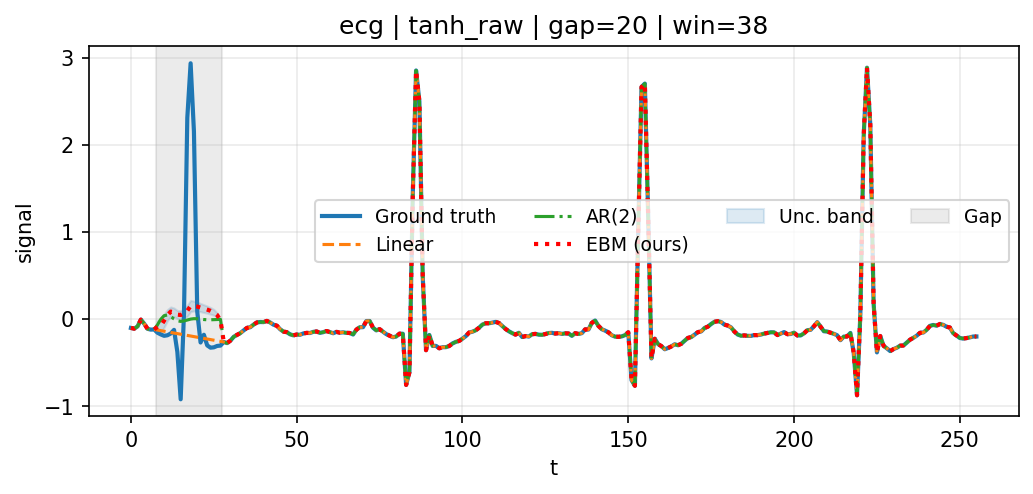 ecg | tanh_raw | gap=20 | win=38
3
2
1
0
−1
signal
Ground truth
Linear
AR(2)
EBM (ours)
Unc. band
Gap
0
50
100
150
200
250
t